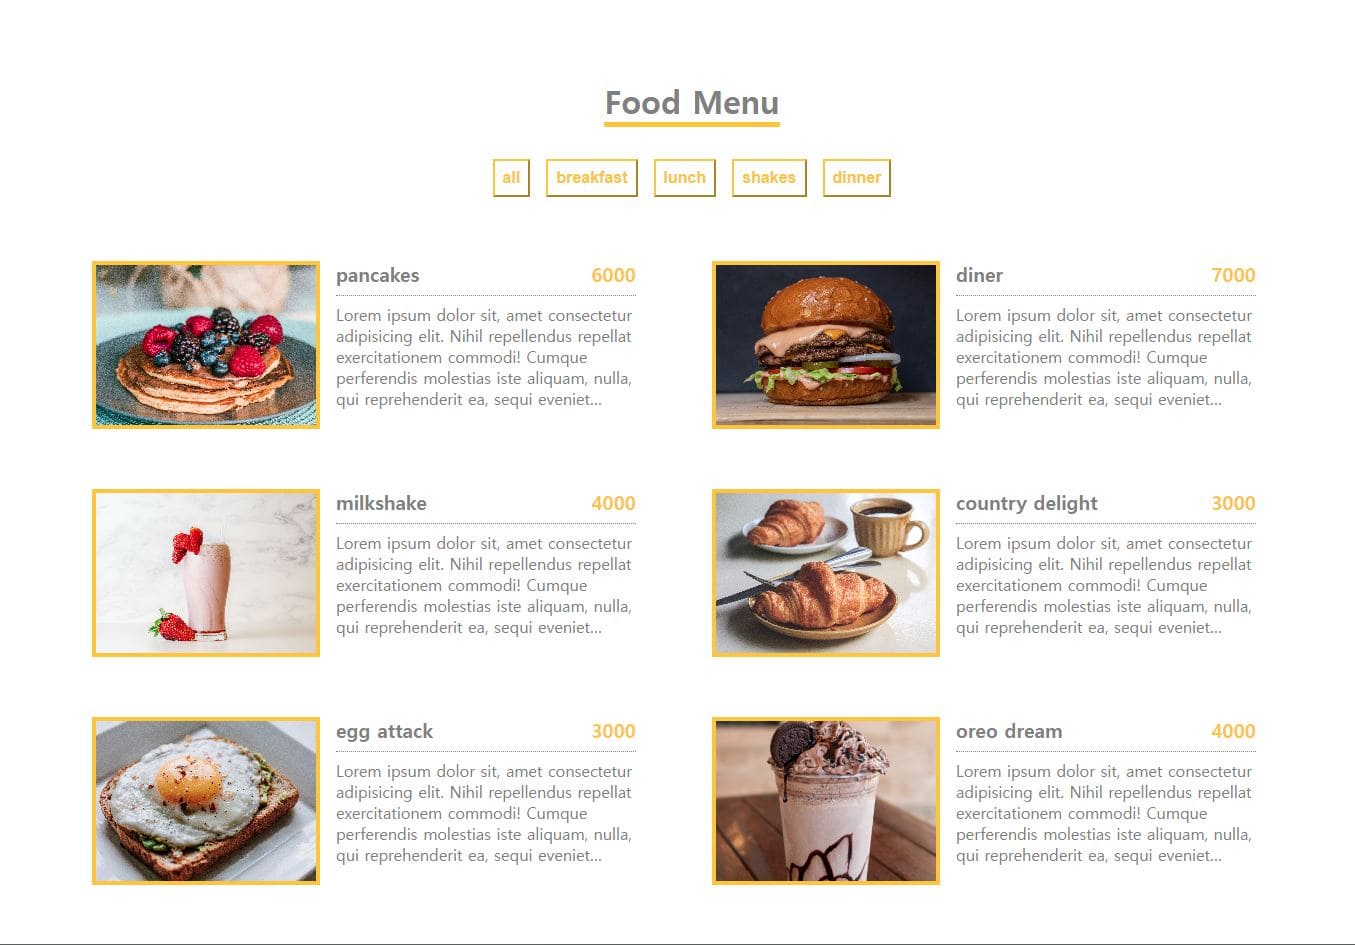 Food Menu
all breakfast lunch shakes dinner
pancakes 6000
Lorem ipsum dolor sit, amet consectetur
adipisicing elit. Nihil repellendus repellat
exercitationem commodi! Cumque
perferendis molestias iste aliquam, nulla,
qui reprehenderit ea, sequi eveniet...
diner 7000
Lorem ipsum dolor sit, amet consectetur
adipisicing elit. Nihil repellendus repellat
exercitationem commodi! Cumque
perferendis molestias iste aliquam, nulla,
qui reprehenderit ea, sequi eveniet...
milkshake 4000
Lorem ipsum dolor sit, amet consectetur
adipisicing elit. Nihil repellendus repellat
exercitationem commodi! Cumque
perferendis molestias iste aliquam, nulla,
qui reprehenderit ea, sequi eveniet...
country delight 3000
Lorem ipsum dolor sit, amet consectetur
adipisicing elit. Nihil repellendus repellat
exercitationem commodi! Cumque
perferendis molestias iste aliquam, nulla,
qui reprehenderit ea, sequi eveniet...
egg attack 3000
Lorem ipsum dolor sit, amet consectetur
adipisicing elit. Nihil repellendus repellat
exercitationem commodi! Cumque
perferendis molestias iste aliquam, nulla,
qui reprehenderit ea, sequi eveniet...
oreo dream 4000
Lorem ipsum dolor sit, amet consectetur
adipisicing elit. Nihil repellendus repellat
exercitationem commodi! Cumque
perferendis molestias iste aliquam, nulla,
qui reprehenderit ea, sequi eveniet...